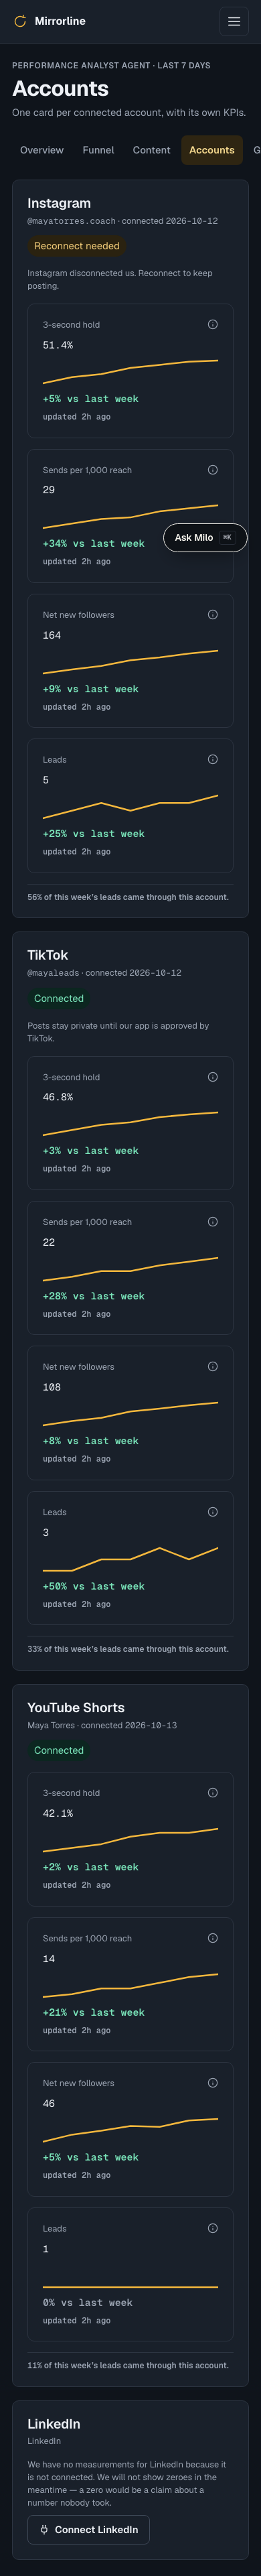 Mirrorline
PERFORMANCE ANALYST AGENT · LAST 7 DAYS
Accounts
One card per connected account, with its own KPIs.
Overview Funnel Content Accounts G
Instagram
@mayatorres.coach · connected 2026-10-12
Reconnect needed
Instagram disconnected us. Reconnect to keep
posting.
3-second hold
51.4%
+5% vs last week
updated 2h ago
Sends per 1,000 reach
29
+34% vs last week
Ask Milo ⌘K
updated 2h ago
Net new followers
164
+9% vs last week
updated 2h ago
Leads
5
+25% vs last week
updated 2h ago
56% of this week's leads came through this account.
TikTok
@mayaleads · connected 2026-10-12
Connected
Posts stay private until our app is approved by
TikTok.
3-second hold
46.8%
+3% vs last week
updated 2h ago
Sends per 1,000 reach
22
+28% vs last week
updated 2h ago
Net new followers
108
+8% vs last week
updated 2h ago
Leads
3
+50% vs last week
updated 2h ago
33% of this week's leads came through this account.
YouTube Shorts
Maya Torres · connected 2026-10-13
Connected
3-second hold
42.1%
+2% vs last week
updated 2h ago
Sends per 1,000 reach
14
+21% vs last week
updated 2h ago
Net new followers
46
+5% vs last week
updated 2h ago
Leads
1
0% vs last week
updated 2h ago
11% of this week's leads came through this account.
LinkedIn
LinkedIn
We have no measurements for LinkedIn because it
is not connected. We will not show zeroes in the
meantime — a zero would be a claim about a
number nobody took.
Connect LinkedIn